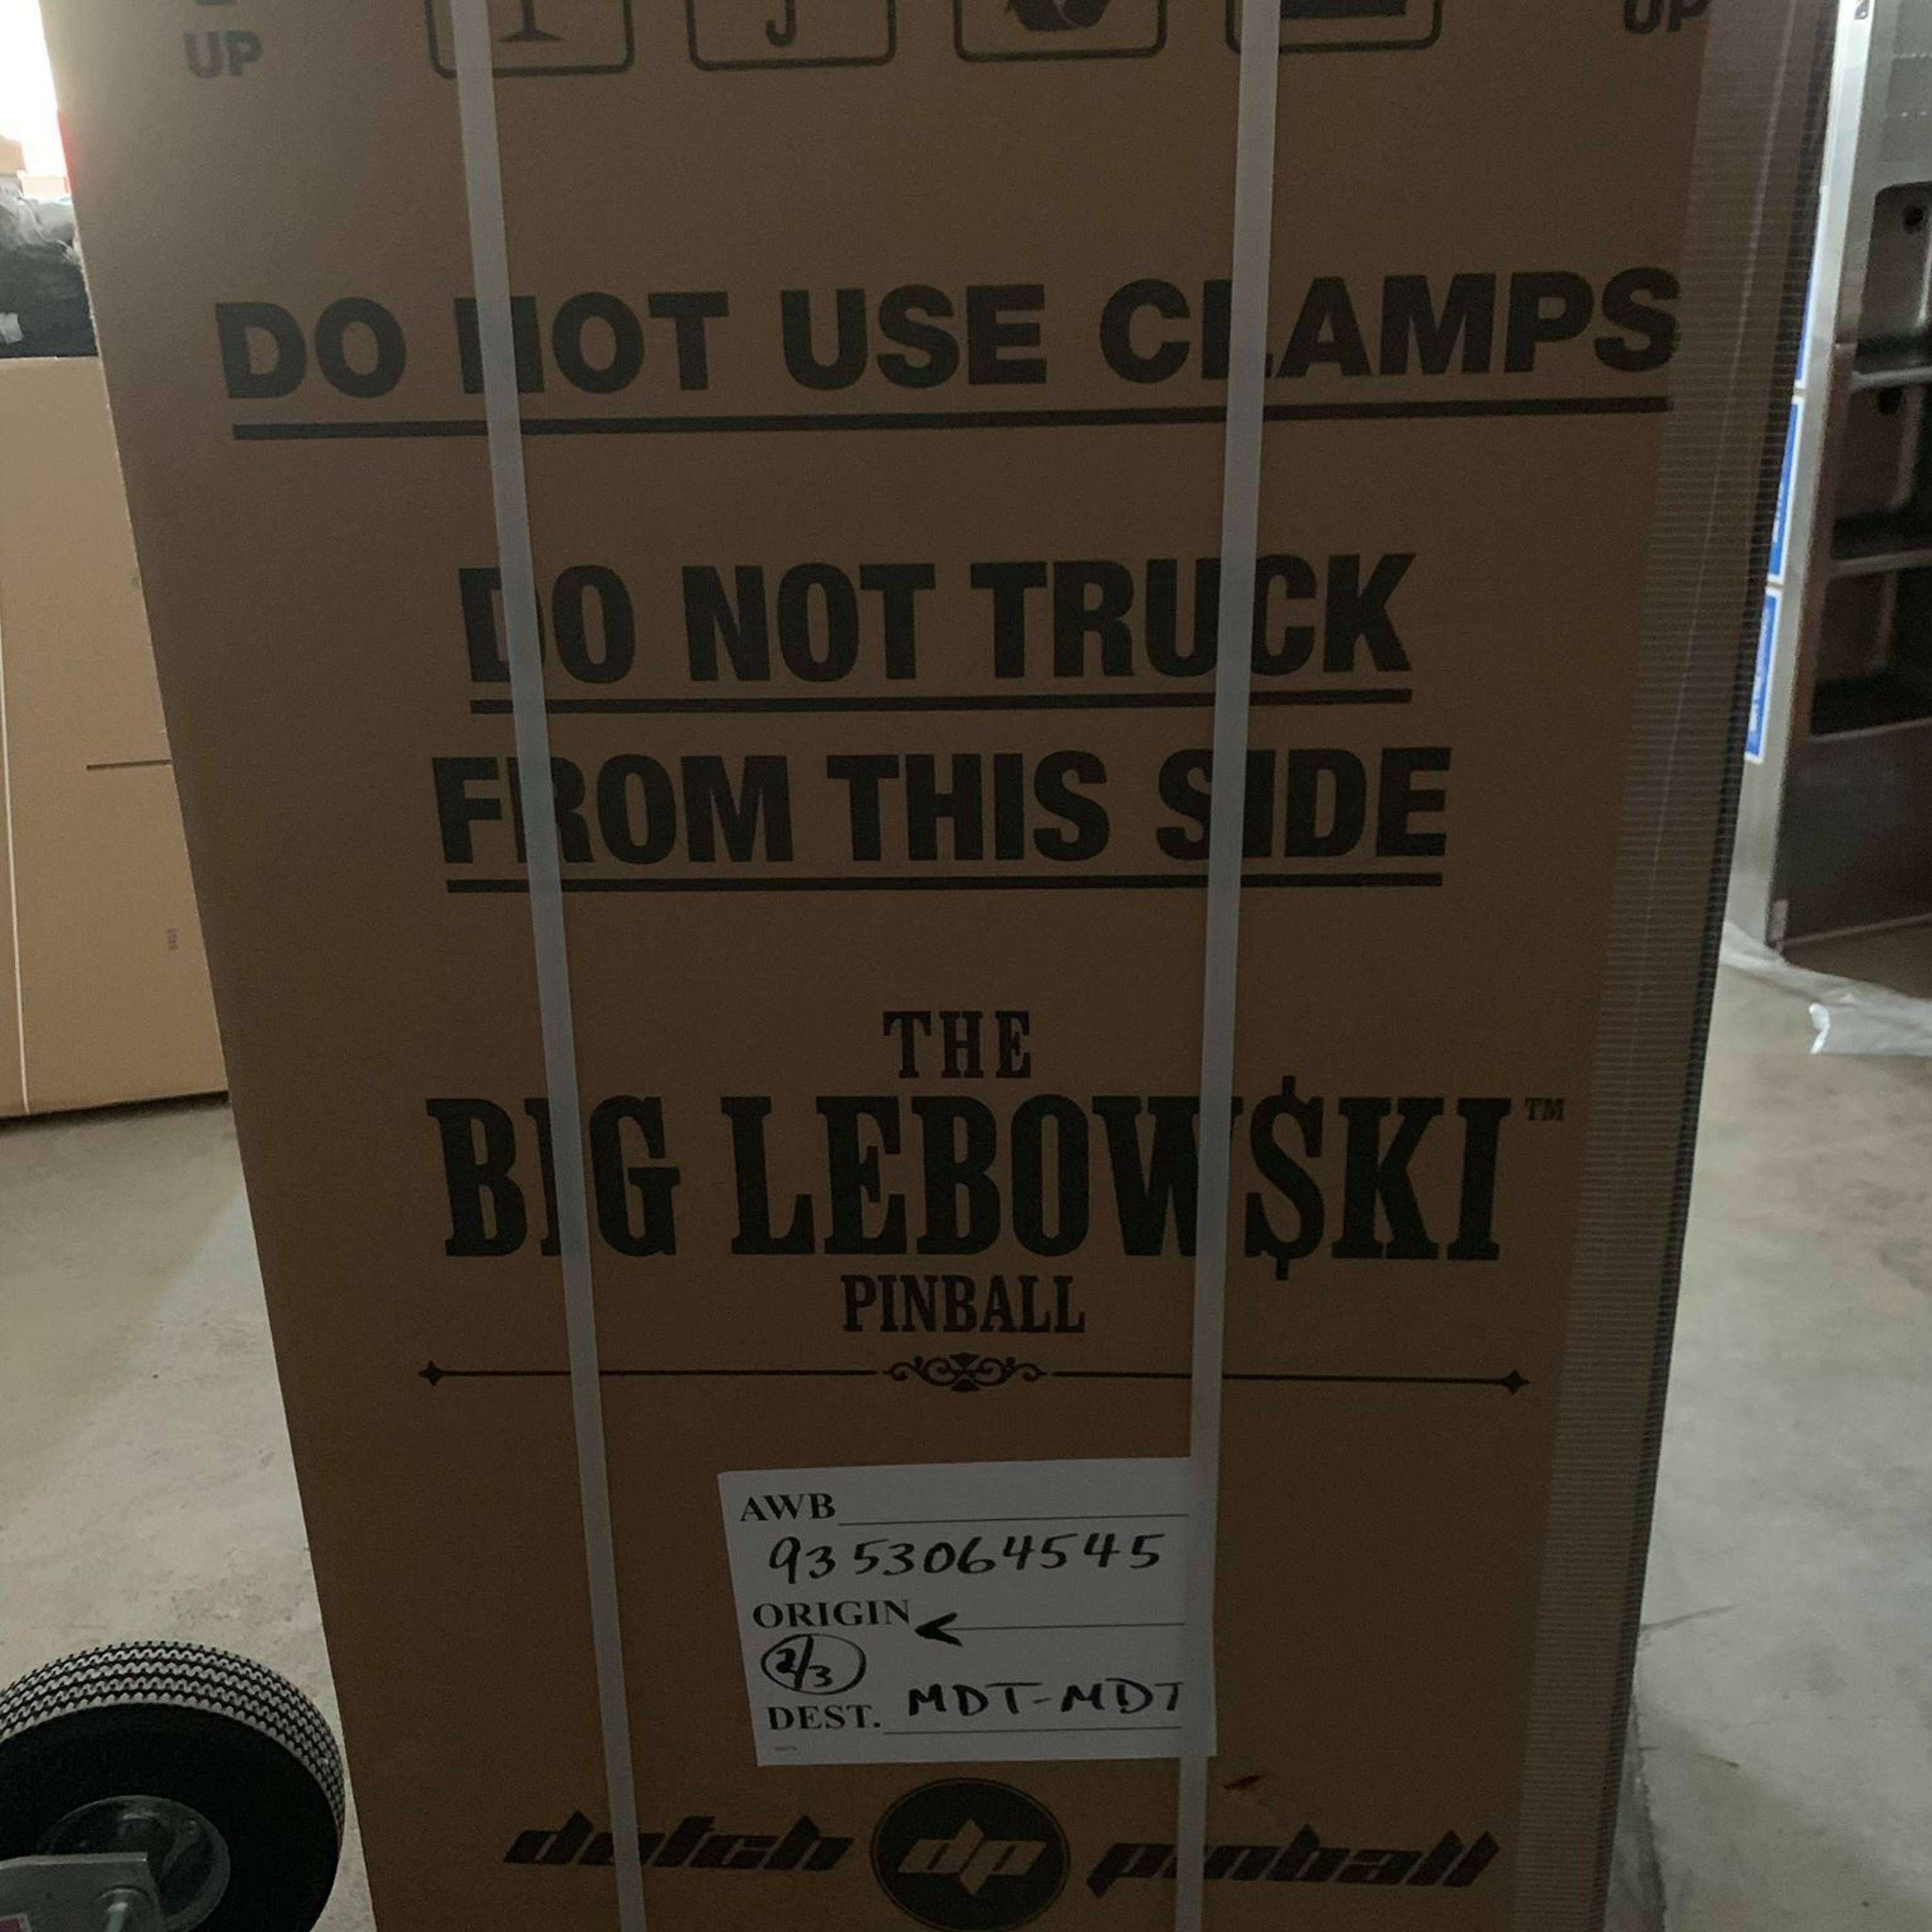 UP
UP
DO NOT USE CLAMPS
DO NOT TRUCK
FROM THIS SIDE
THE
BIG LEBOW$KI™
PINBALL
AWB
9353064545
ORIGIN <
2/3
DEST. MDT-MDT
dutch dp pinball